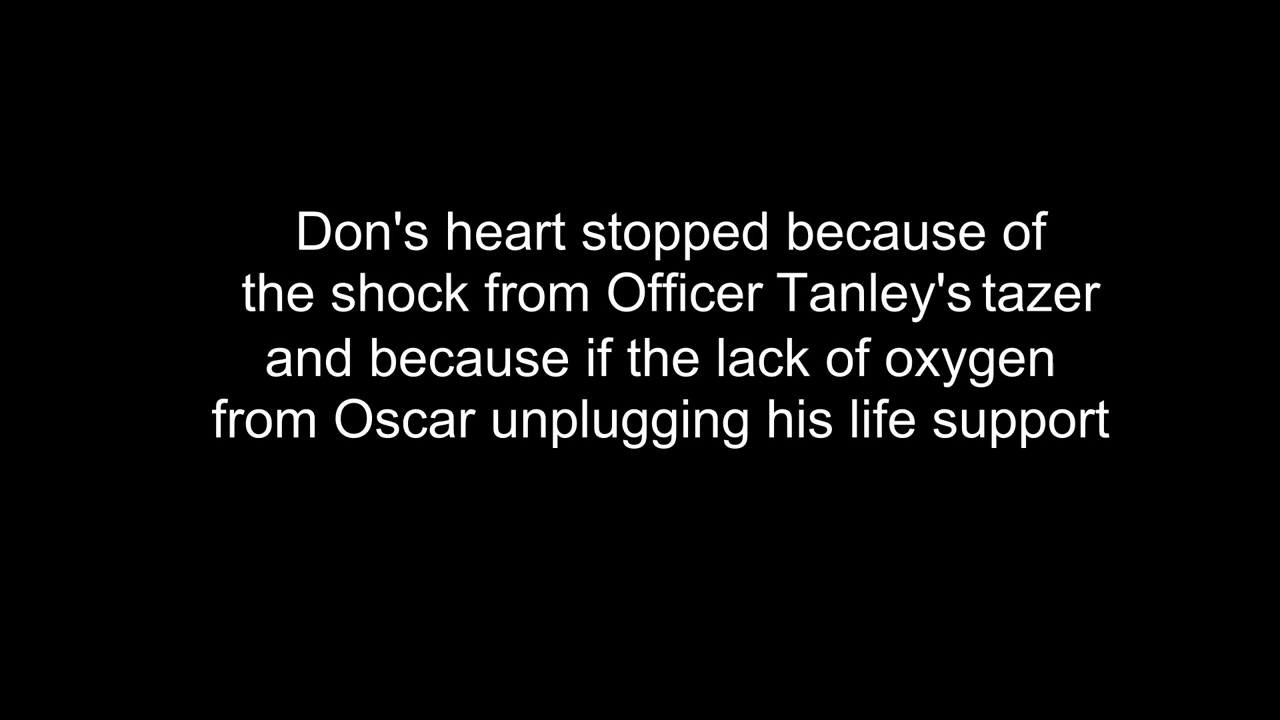 Don's heart stopped because of
the shock from Officer Tanley's tazer
and because if the lack of oxygen
from Oscar unplugging his life support